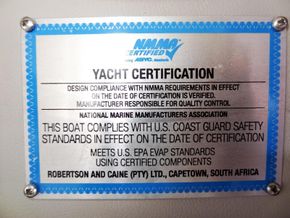 NMMA
CERTIFIED
using ABYC standards
YACHT CERTIFICATION
DESIGN COMPLIANCE WITH NMMA REQUIREMENTS IN EFFECT
ON THE DATE OF CERTIFICATION IS VERIFIED.
MANUFACTURER RESPONSIBLE FOR QUALITY CONTROL
NATIONAL MARINE MANUFACTURERS ASSOCIATION
THIS BOAT COMPLIES WITH U.S. COAST GUARD SAFETY
STANDARDS IN EFFECT ON THE DATE OF CERTIFICATION
MEETS U.S. EPA EVAP STANDARDS
USING CERTIFIED COMPONENTS
ROBERTSON AND CAINE (PTY) LTD., CAPETOWN, SOUTH AFRICA